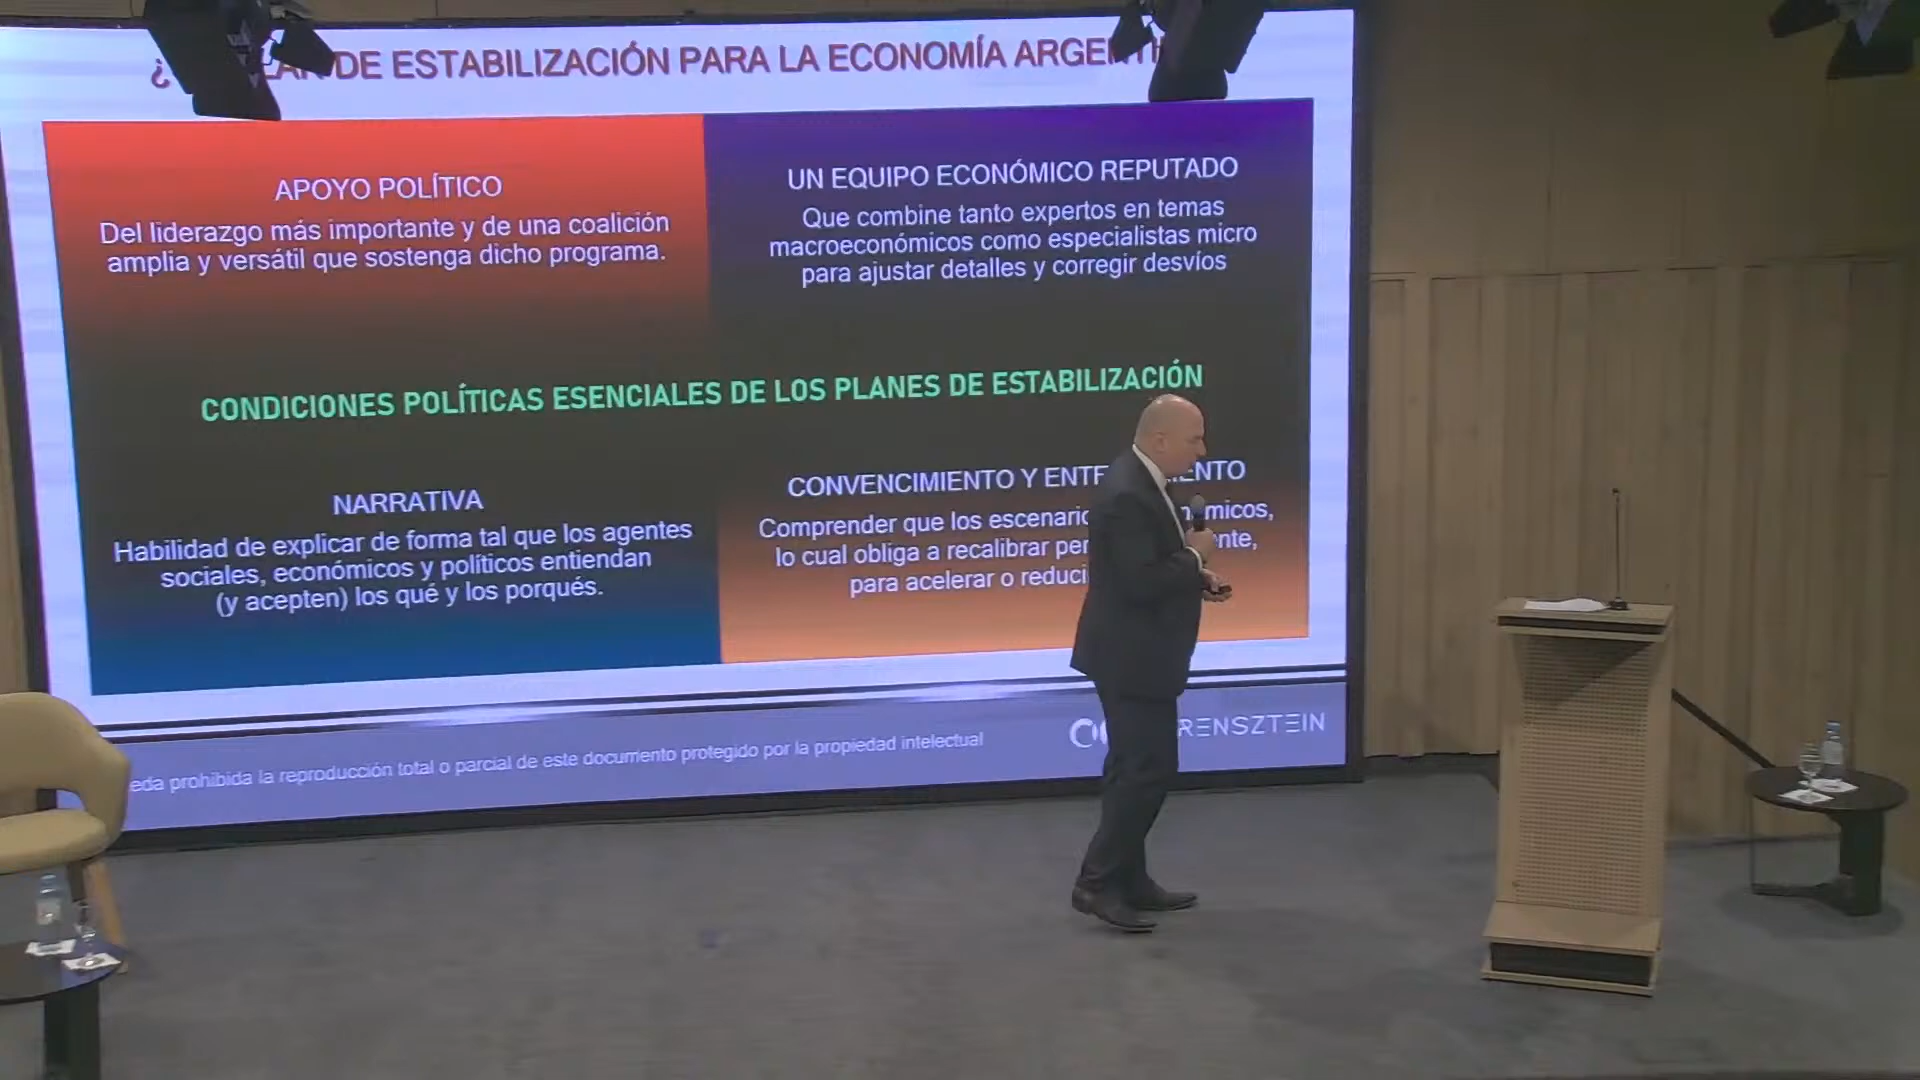 ¿ DE ESTABILIZACIÓN PARA LA ECONOMÍA
APOYO POLÍTICO
Del liderazgo más importante y de una coalición
amplia y versátil que sostenga dicho programa.
UN EQUIPO ECONÓMICO REPUTADO
Que combine tanto expertos en temas
macroeconómicos como especialistas micro
para ajustar detalles y corregir desvíos
CONDICIONES POLÍTICAS ESENCIALES DE LOS PLANES DE ESTABILIZACIÓN
NARRATIVA
Habilidad de explicar de forma tal que los agentes
sociales, económicos y políticos entiendan
(y acepten) los qué y los porqués.
CONVENCIMIENTO Y
Comprender que los
lo cual obliga a recalibrar
para acelerar o
prohibida la reproducción total o parcial de este documento protegido por la propiedad intelectual